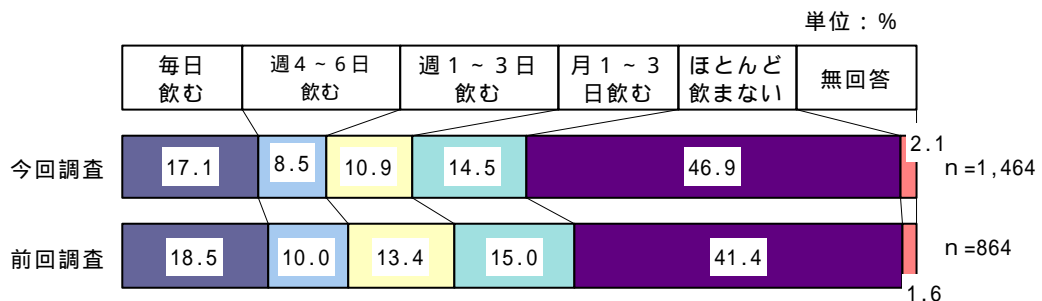 単位：%
毎日
飲む
週4～6日
飲む
週1～3日
飲む
月1～3
日飲む
ほとんど
飲まない
無回答
今回調査
17.1
8.5
10.9
14.5
46.9
2.1
n=1,464
前回調査
18.5
10.0
13.4
15.0
41.4
1.6
n=864